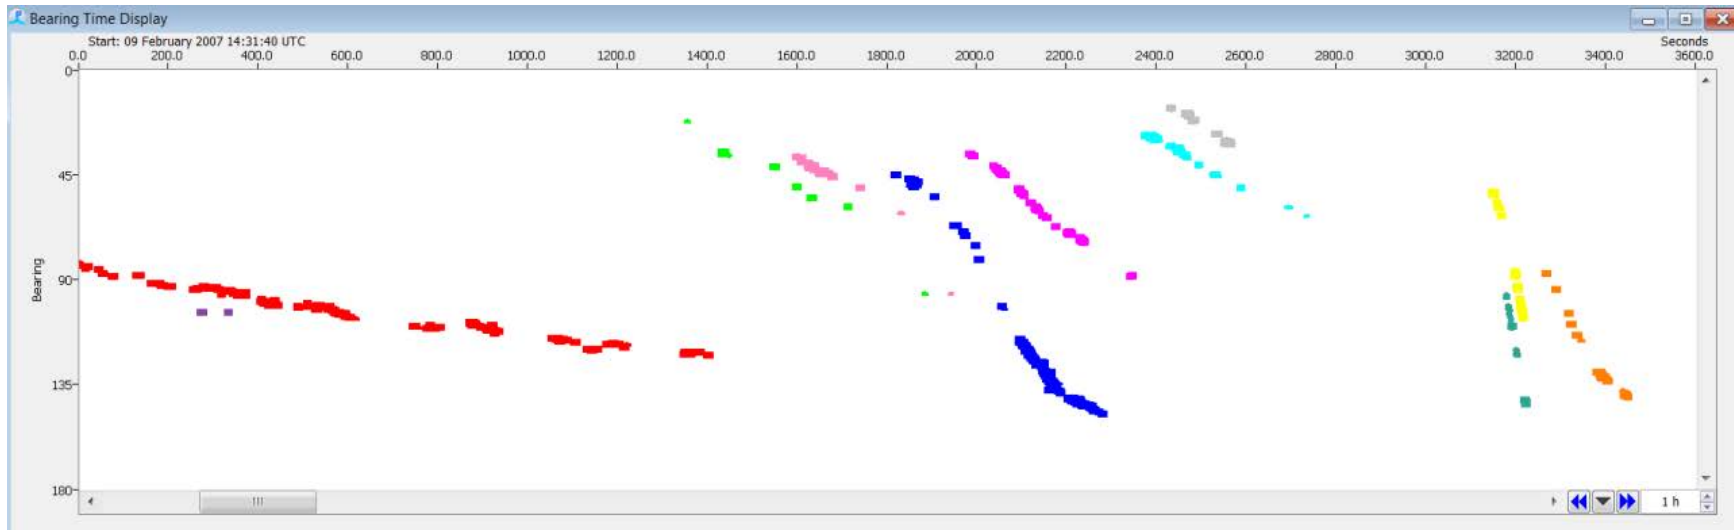 Bearing Time Display
Start: 09 February 2007 14:31:40 UTC
Seconds
0.0 200.0 400.0 600.0 800.0 1000.0 1200.0 1400.0 1600.0 1800.0 2000.0 2200.0 2400.0 2600.0 2800.0 3000.0 3200.0 3400.0 3600.0
0
45
90
135
180
Bearing
1 h